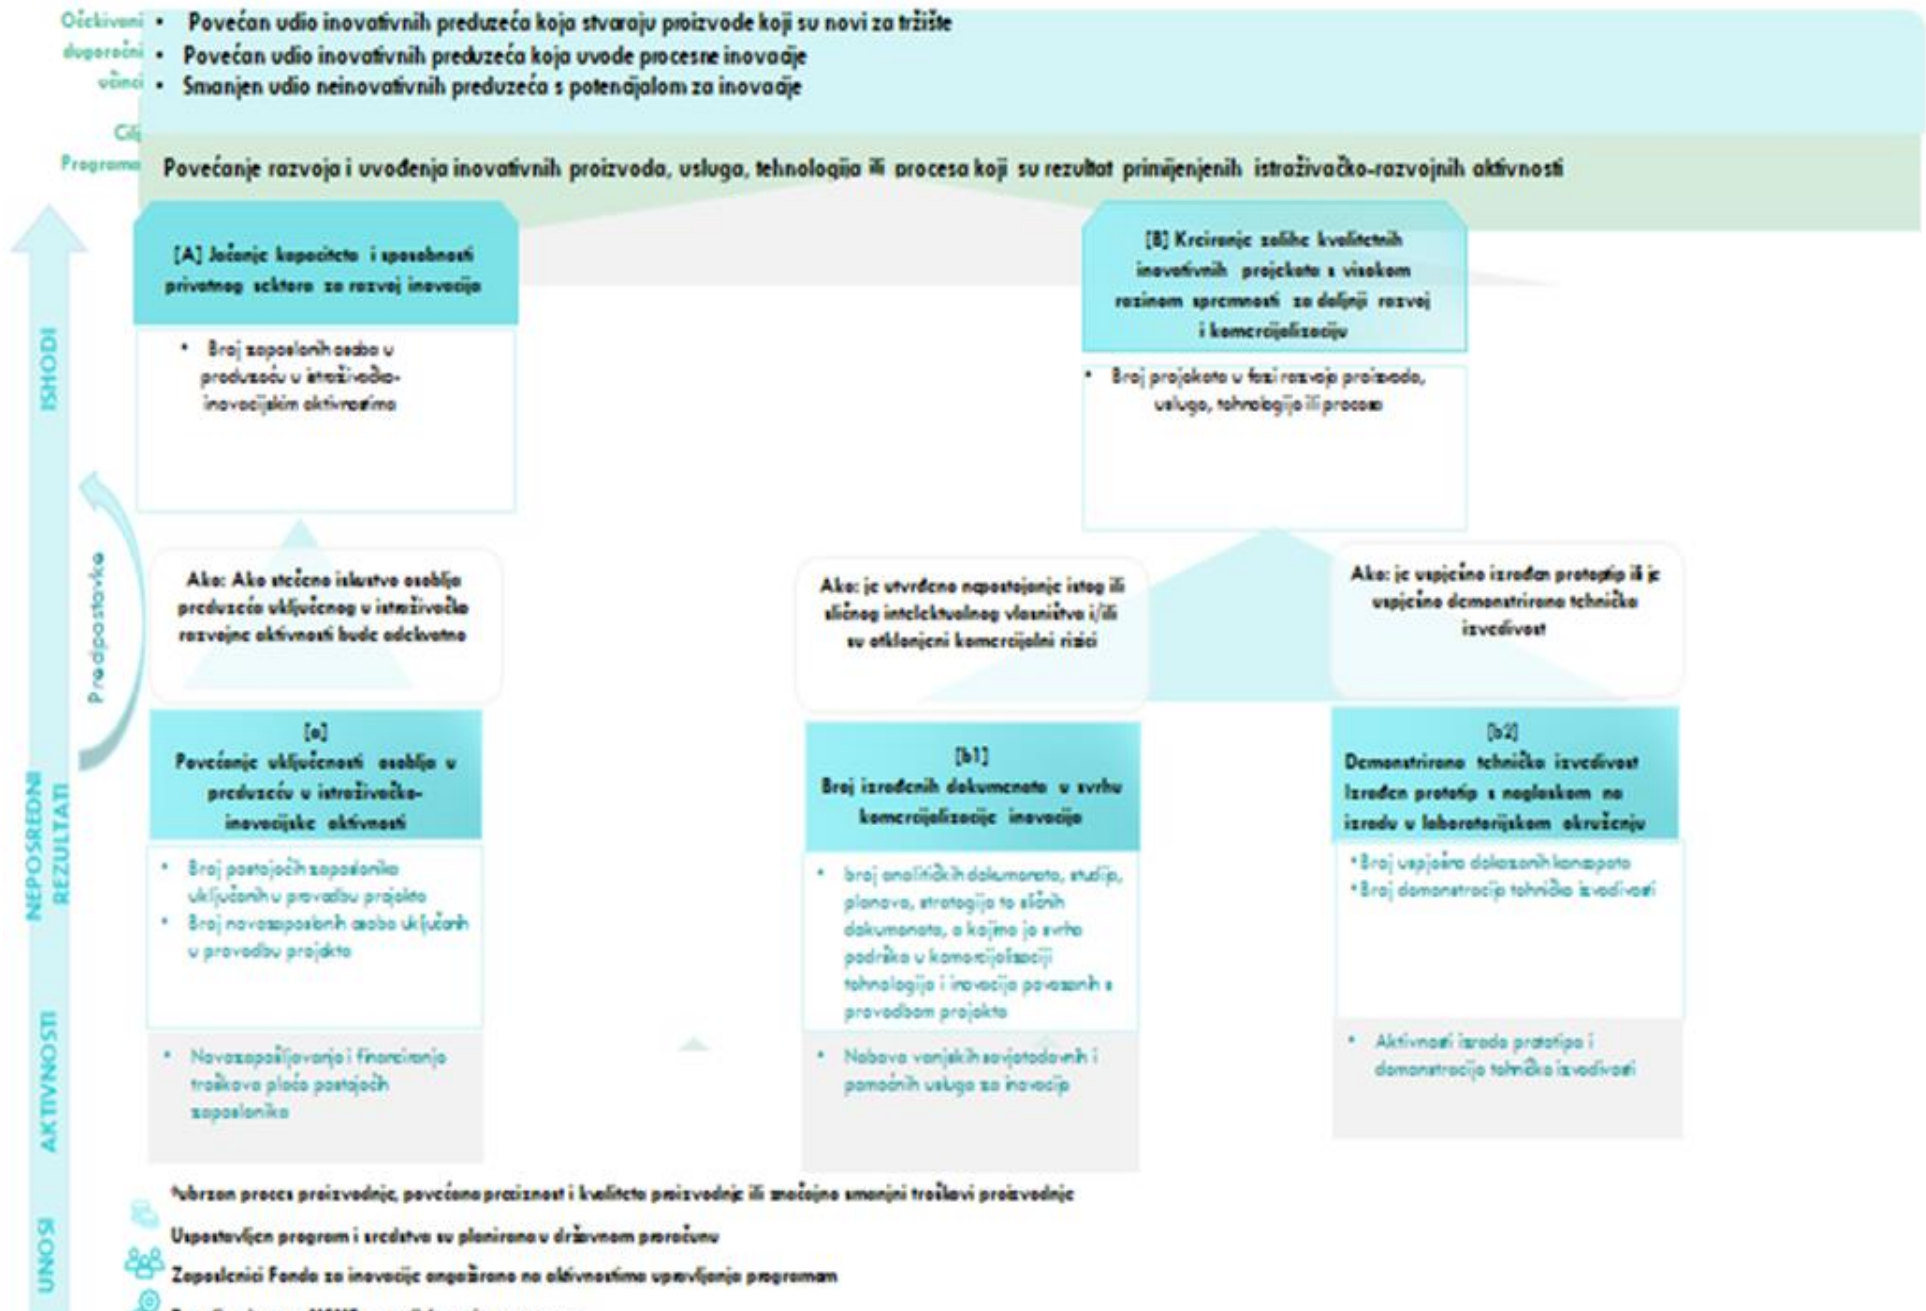 Očekivani
dugoročni
učinci
• Povećan udio inovativnih preduzeća koja stvaraju proizvode koji su novi za tržište
• Povećan udio inovativnih preduzeća koja uvode procesne inovacije
• Smanjen udio neinovativnih preduzeća s potencijalom za inovacije
Cilj
Programa
Povećanje razvoja i uvođenja inovativnih proizvoda, usluga, tehnologija ili procesa koji su rezultat primijenjenih istraživačko-razvojnih aktivnosti
ISHODI
[A] Jačanje kapaciteta i sposobnosti
privatnog sektora za razvoj inovacija
• Broj zaposlenih osoba u
preduzeću u istraživačko-
inovacijskim aktivnostima
[B] Kreiranje zalihe kvalitetnih
inovativnih projekata s visokom
razinom spremnosti za daljnji razvoj
i komercijalizaciju
• Broj projekata u fazi razvoja proizvoda,
usluga, tehnologija ili procesa
Predpostavke
Ako: Ako stečeno iskustvo osoblja
preduzeća uključenog u istraživačko
razvojne aktivnosti bude adekvatno
Ako: je utvrđeno nepostojanje istog ili
sličnog intelektualnog vlasništva i/ili
su otklonjeni komercijalni rizici
Ako: je uspješno izrađen prototip ili je
uspješno demonstrirana tehnička
izvedivost
NEPOSREDNI
REZULTATI
[a]
Povećanje uključenosti osoblja u
preduzeću u istraživačko-
inovacijske aktivnosti
• Broj postojećih zaposlenika
uključenih u provedbu projekta
• Broj novozaposlenih osoba uključenih
u provedbu projekta
[b1]
Broj izrađenih dokumenata u svrhu
komercijalizacije inovacija
• broj analitičkih dokumenata, studija,
planova, strategija te sličnih
dokumenata, a kojima je svrha
podrška u komercijalizaciji
tehnologija i inovacija povezanih s
provedbom projekta
[b2]
Demonstrirana tehnička izvedivost
Izrađen prototip s naglaskom na
izradu u laboratorijskom okruženju
• Broj uspješno dokazanih koncepata
• Broj demonstracija tehničke izvedivosti
AKTIVNOSTI
• Novozapošljavanje i financiranje
troškova plaća postojećih
zaposlenika
• Nabava vanjskih savjetodavnih i
pomoćnih usluga za inovacije
• Aktivnosti izrade prototipa i
demonstracije tehničke izvedivosti
UNOSI
*ubrzan proces proizvodnje, povećana preciznost i kvaliteta proizvodnje ili značajno smanjni troškovi proizvodnje
Uspostavljen program i sredstva su planirana u državnom proračunu
Zaposlenici Fonda za inovacije angažirano na aktivnostima upravljanja programom